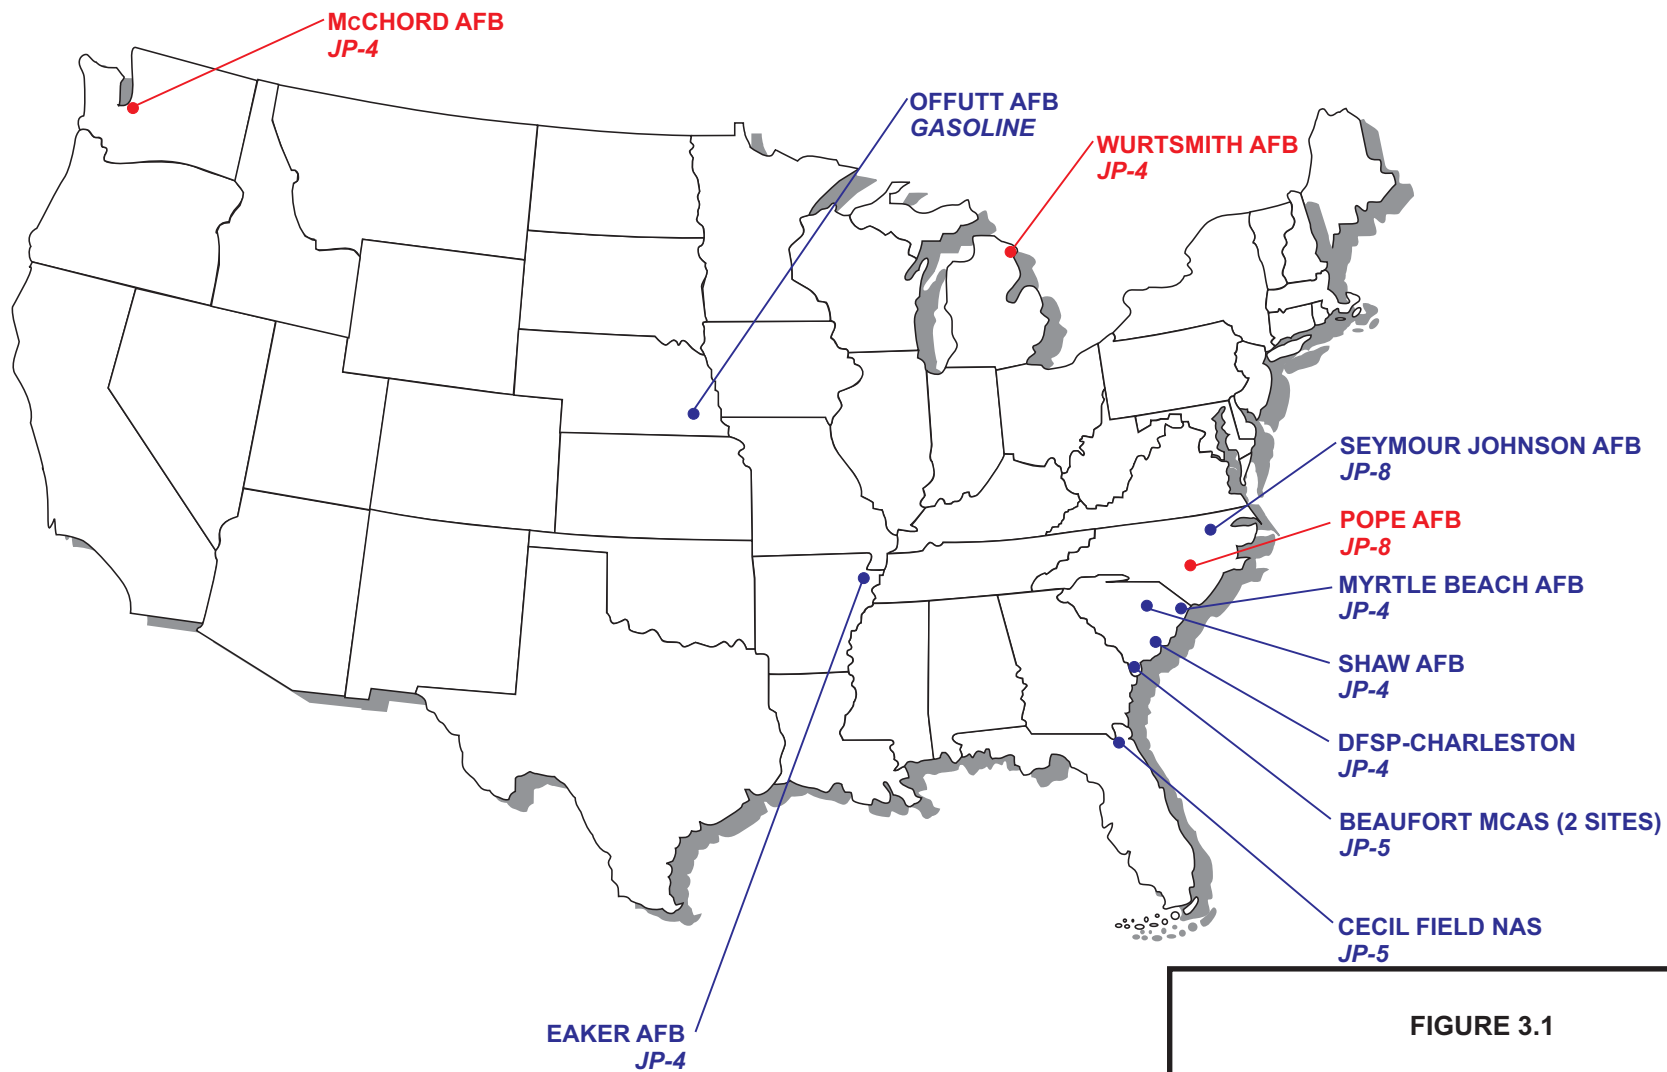 McCHORD AFB
JP-4
OFFUTT AFB
GASOLINE
WURTSMITH AFB
JP-4
SEYMOUR JOHNSON AFB
JP-8
POPE AFB
JP-8
MYRTLE BEACH AFB
JP-4
SHAW AFB
JP-4
DFSP-CHARLESTON
JP-4
BEAUFORT MCAS (2 SITES)
JP-5
CECIL FIELD NAS
JP-5
EAKER AFB
JP-4
FIGURE 3.1